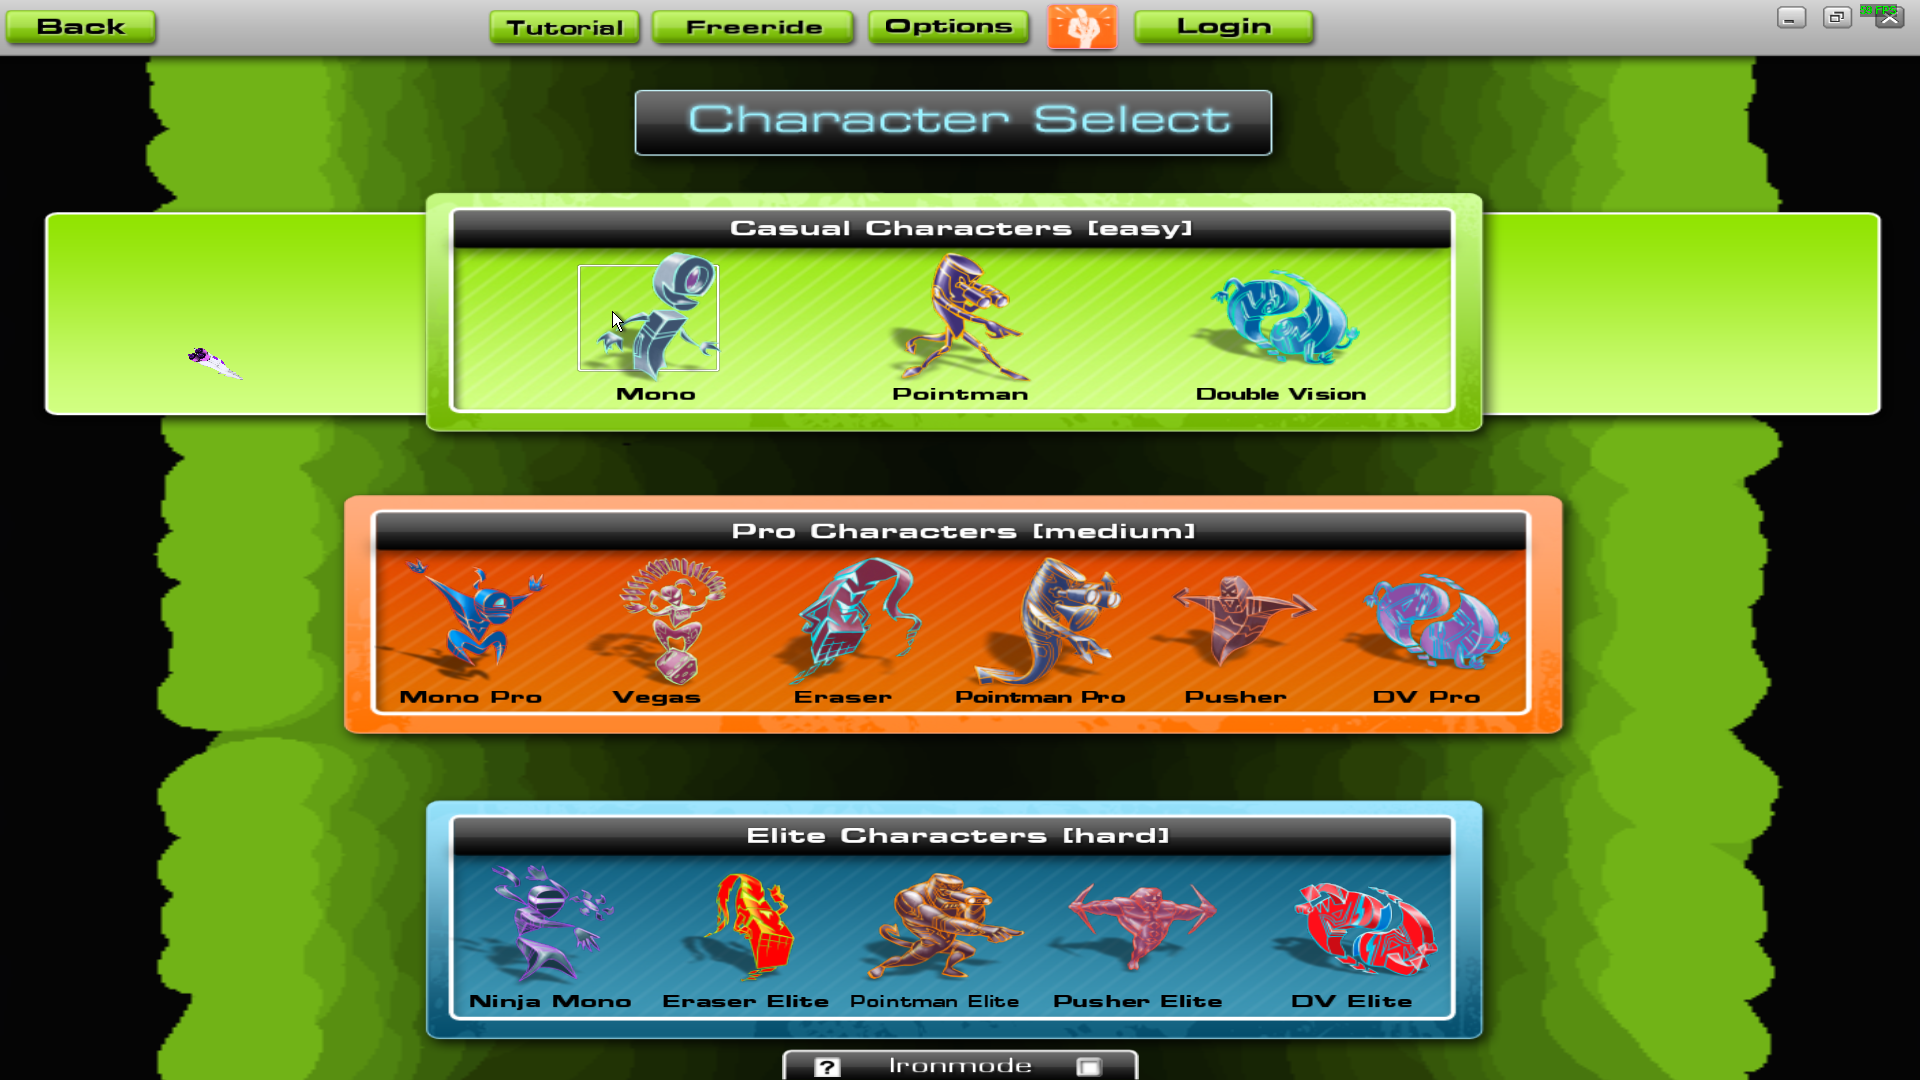 Back
Tutorial
Freeride
Options
Login
Character Select
Casual Characters [easy]
Mono
Pointman
Double Vision
Pro Characters [medium]
Mono Pro
Vegas
Eraser
Pointman Pro
Pusher
DV Pro
Elite Characters [hard]
Ninja Mono
Eraser Elite
Pointman Elite
Pusher Elite
DV Elite
? Ironmode